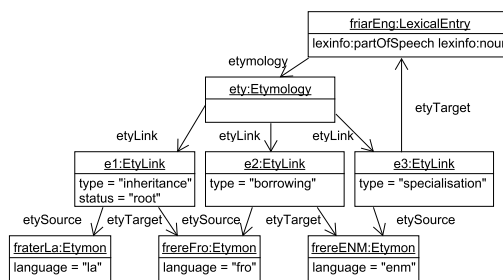 friarEng:LexicalEntry
lexinfo:partOfSpeech lexinfo:noun
etymology
ety:Etymology
etyTarget
etyLink
etyLink
etyLink
e1:EtyLink
e2:EtyLink
e3:EtyLink
type = "inheritance"
status = "root"
type = "borrowing"
type = "specialisation"
etySource
etyTarget
etySource
etyTarget
etySource
fraterLa:Etymon
frereFro:Etymon
frereENM:Etymon
language = "la"
language = "fro"
language = "enm"